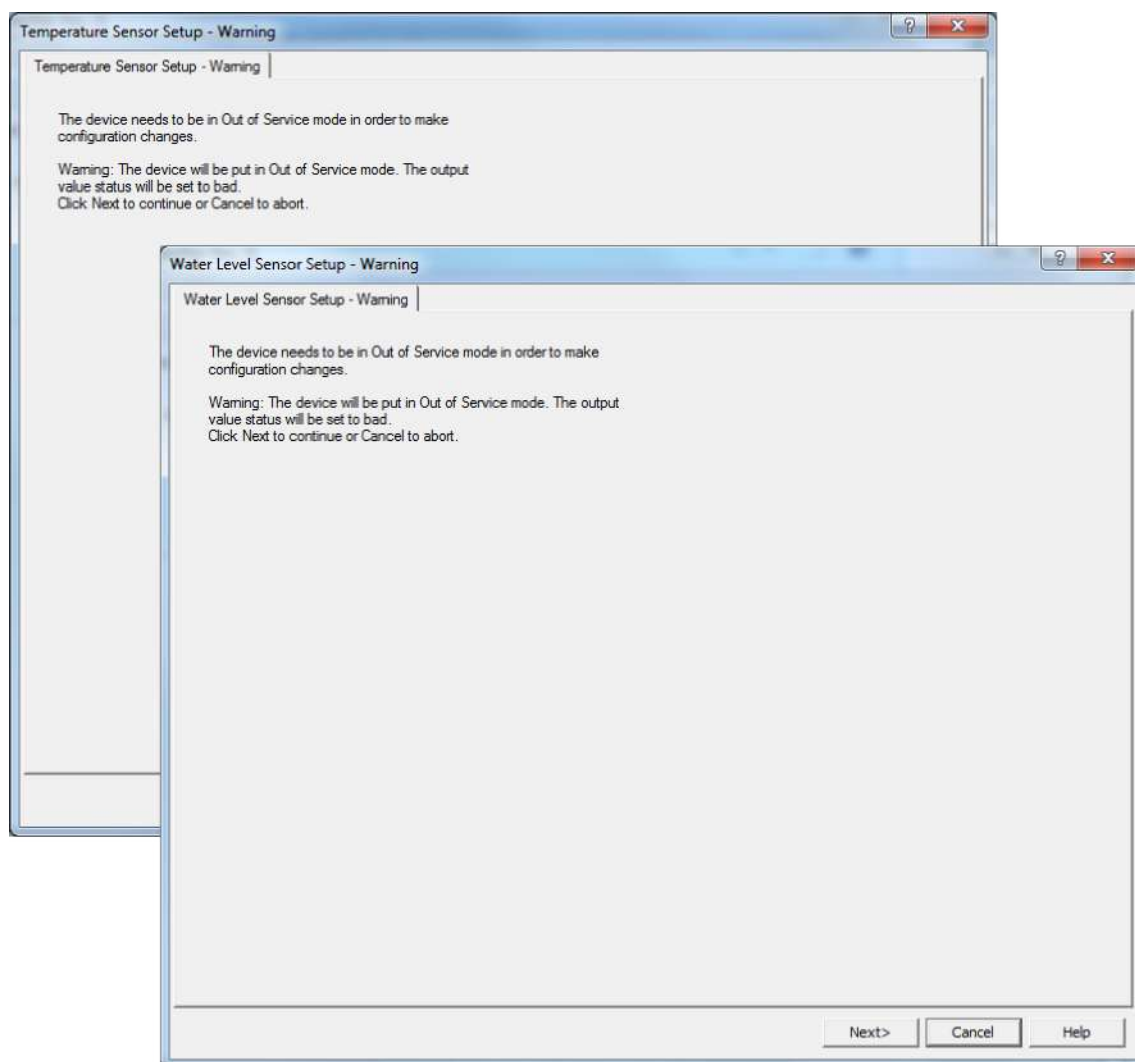 Temperature Sensor Setup - Warning
Temperature Sensor Setup - Warning
The device needs to be in Out of Service mode in order to make
configuration changes.
Warning: The device will be put in Out of Service mode. The output
value status will be set to bad.
Click Next to continue or Cancel to abort.
Water Level Sensor Setup - Warning
Water Level Sensor Setup - Warning
The device needs to be in Out of Service mode in order to make
configuration changes.
Warning: The device will be put in Out of Service mode. The output
value status will be set to bad.
Click Next to continue or Cancel to abort.
Next> Cancel Help